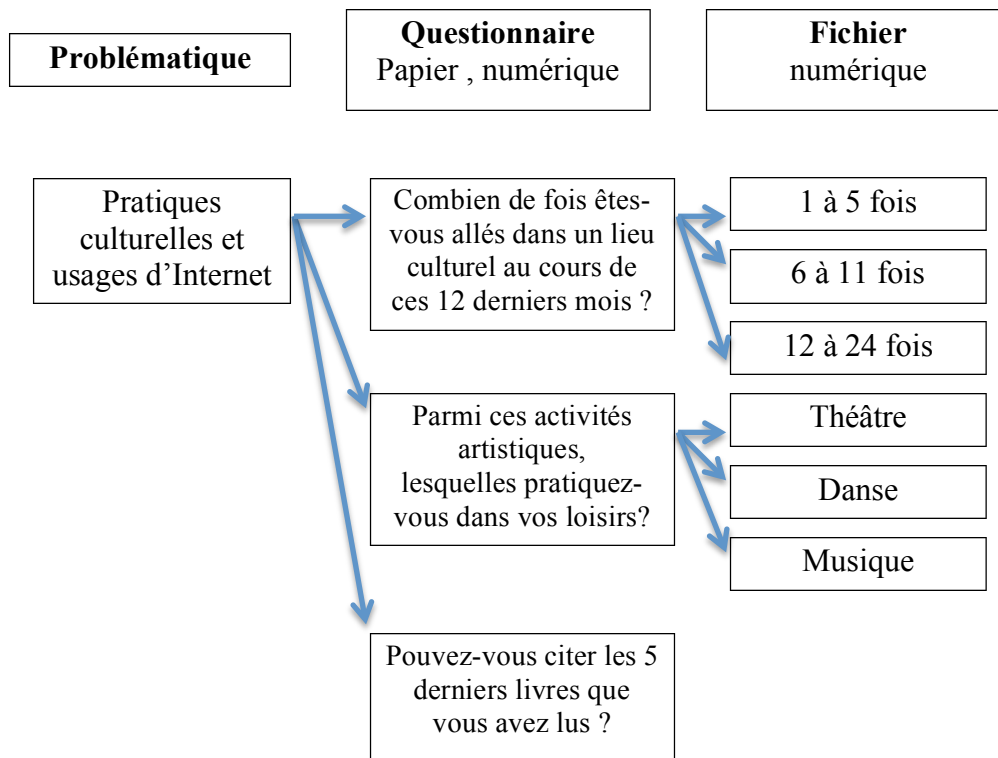 Problématique
Questionnaire
Papier , numérique
Fichier
numérique
Pratiques
culturelles et
usages d’Internet
Combien de fois êtes-
vous allés dans un lieu
culturel au cours de
ces 12 derniers mois ?
1 à 5 fois
6 à 11 fois
12 à 24 fois
Parmi ces activités
artistiques,
lesquelles pratiquez-
vous dans vos loisirs?
Théâtre
Danse
Musique
Pouvez-vous citer les 5
derniers livres que
vous avez lus ?